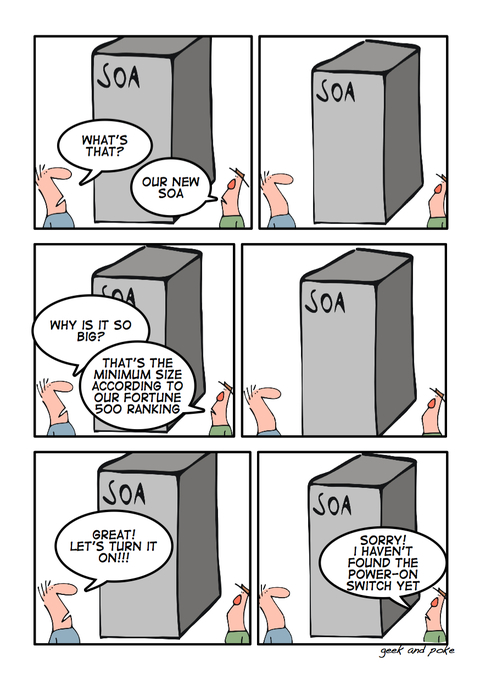 SOA
WHAT'S
THAT?
OUR NEW
SOA
SOA
SOA
WHY IS IT SO
BIG?
THAT'S THE
MINIMUM SIZE
ACCORDING TO
OUR FORTUNE
500 RANKING
SOA
SOA
GREAT!
LET'S TURN IT
ON!!!
SOA
SORRY!
I HAVEN'T
FOUND THE
POWER-ON
SWITCH YET
geek and poke